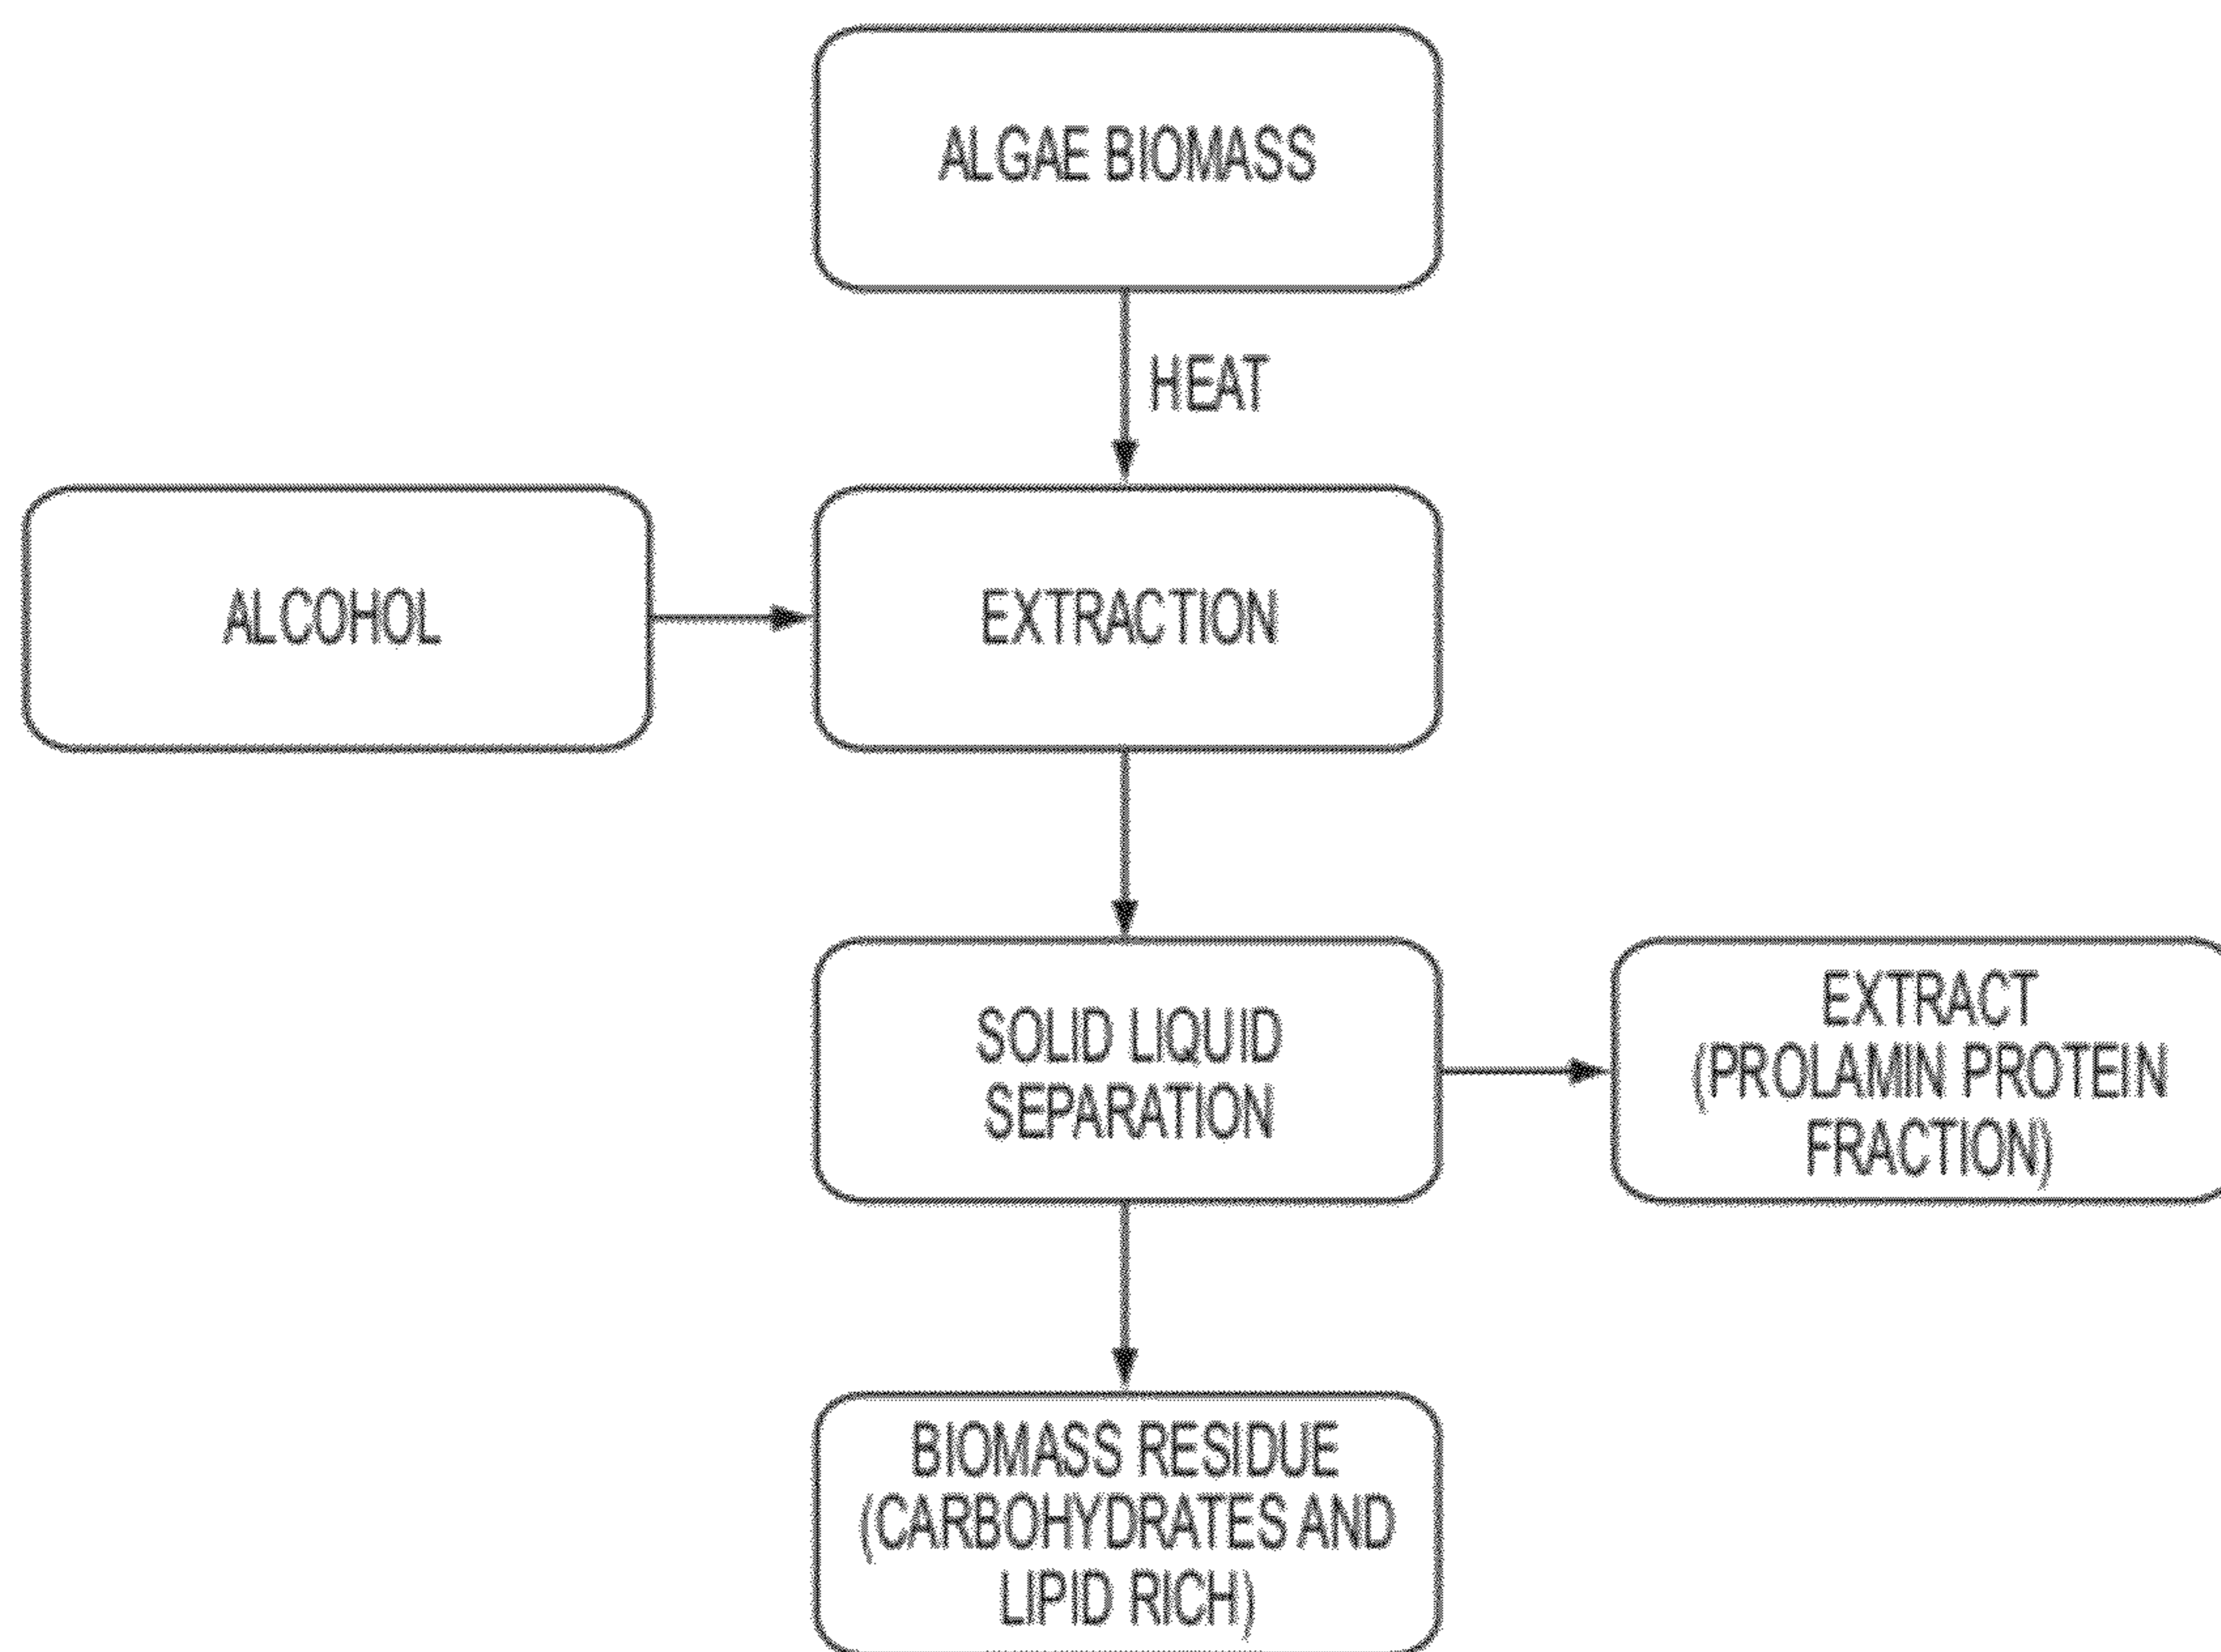 ALGAE BIOMASS
HEAT
ALCOHOL
EXTRACTION
SOLID LIQUID
SEPARATION
EXTRACT
(PROLAMIN PROTEIN
FRACTION)
BIOMASS RESIDUE
(CARBOHYDRATES AND
LIPID RICH)